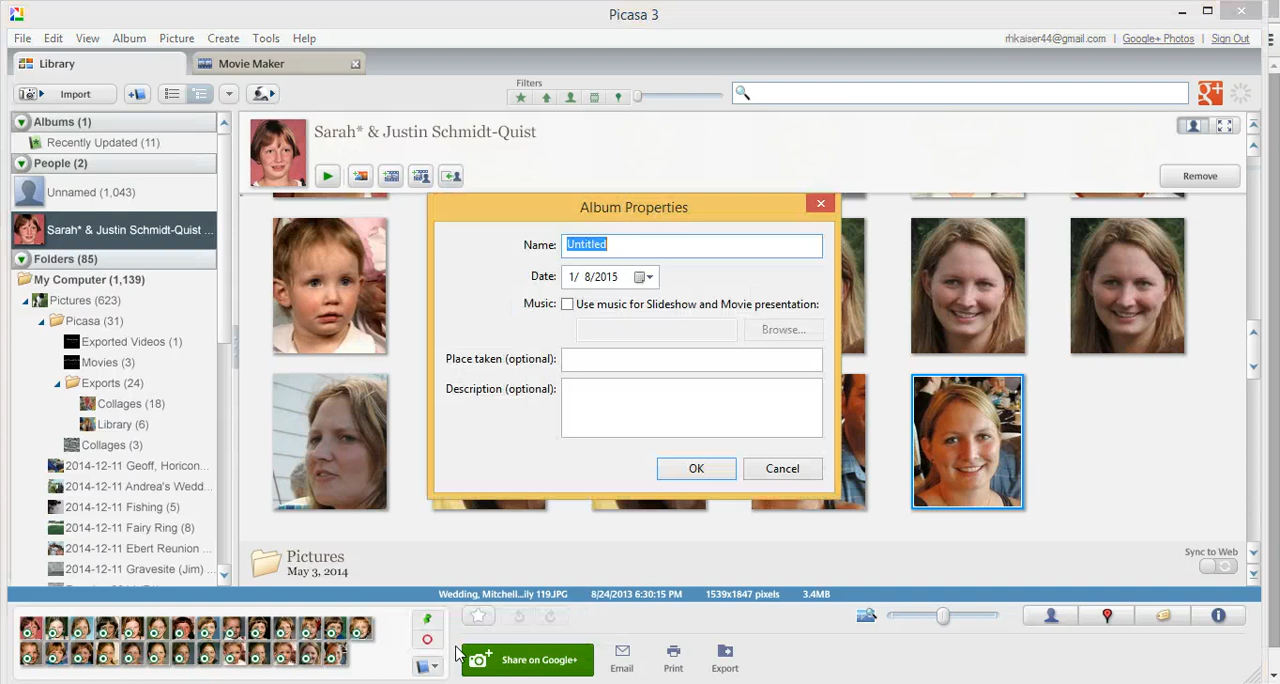 Picasa 3
File Edit View Album Picture Create Tools Help
rhkaiser44@gmail.com | Google+ Photos | Sign Out
Library
Movie Maker
Import
Filters
g+
Albums (1)
Recently Updated (11)
People (2)
Unnamed (1,043)
Sarah* & Justin Schmidt-Quist ...
Folders (85)
My Computer (1,139)
Pictures (623)
Picasa (31)
Exported Videos (1)
Movies (3)
Exports (24)
Collages (18)
Library (6)
Collages (3)
2014-12-11 Geoff, Horicon...
2014-12-11 Andrea's Wedd...
2014-12-11 Fishing (5)
2014-12-11 Fairy Ring (8)
2014-12-11 Ebert Reunion ...
2014-12-11 Gravesite (Jim) ...
Sarah* & Justin Schmidt-Quist
Remove
Album Properties
Name: Untitled
Date: 1/ 8/2015
Music: Use music for Slideshow and Movie presentation:
Browse...
Place taken (optional):
Description (optional):
OK Cancel
Pictures
May 3, 2014
Sync to Web
Wedding, Mitchell...ily 119.JPG 8/24/2013 6:30:15 PM 1539x1847 pixels 3.4MB
Share on Google+
Email Print Export